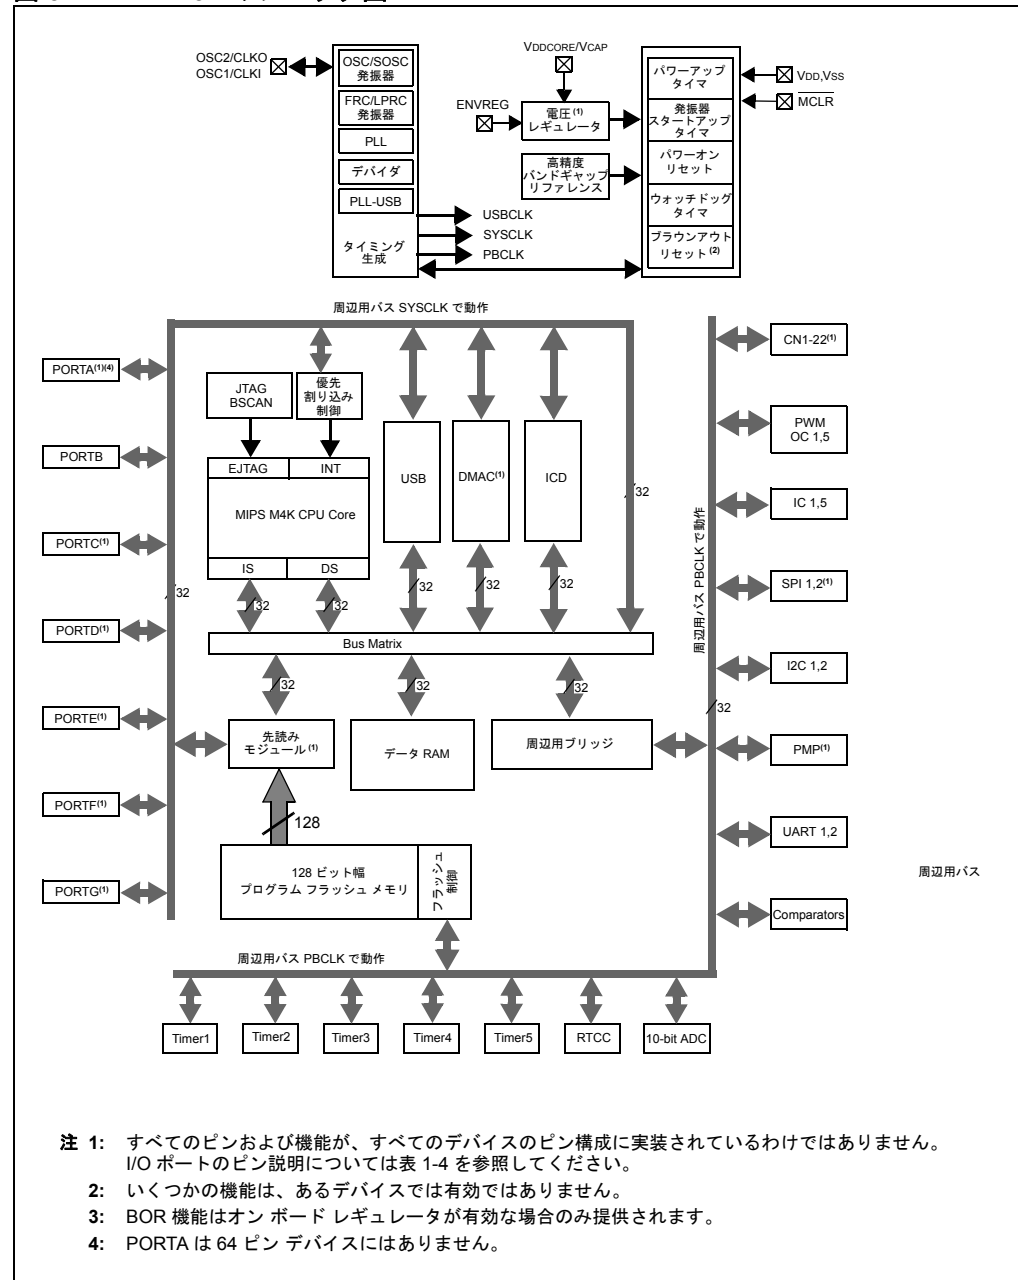 OSC2/CLKO
OSC1/CLKI
OSC/SOSC
発振器
FRC/LPRC
発振器
PLL
デバイダ
PLL-USB
タイミング
生成
USBCLK
SYSCLK
PBCLK
VDDCORE/VCAP
ENVREG
電圧(1)
レギュレータ
高精度
バンドギャップ
リファレンス
パワーアップ
タイマ
発振器
スタートアップ
タイマ
パワーオン
リセット
ウォッチドッグ
タイマ
ブラウンアウト
リセット(2)
VDD,VSS
MCLR
周辺用バス SYSCLK で動作
PORTA(1)(4)
PORTB
PORTC(1)
PORTD(1)
PORTE(1)
PORTF(1)
PORTG(1)
32
JTAG
BSCAN
優先
割り込み
制御
EJTAG
INT
MIPS M4K CPU Core
IS
DS
USB
DMAC(1)
ICD
32
32
32
32
32
32
Bus Matrix
32
32
32
先読み
モジュール(1)
データ RAM
周辺用ブリッジ
128
128 ビット幅
プログラム フラッシュ メモリ
フラッシュ
制御
周辺用バス PBCLK で動作
32
CN1-22(1)
PWM
OC 1,5
IC 1,5
SPI 1,2(1)
I2C 1,2
PMP(1)
UART 1,2
Comparators
周辺用バス
周辺用バス PBCLK で動作
Timer1
Timer2
Timer3
Timer4
Timer5
RTCC
10-bit ADC
注 1: すべてのピンおよび機能が、すべてのデバイスのピン構成に実装されているわけではありません。
I/O ポートのピン説明については表 1-4 を参照してください。
2: いくつかの機能は、あるデバイスでは有効ではありません。
3: BOR 機能はオン ボード レギュレータが有効な場合のみ提供されます。
4: PORTA は 64 ピン デバイスにはありません。